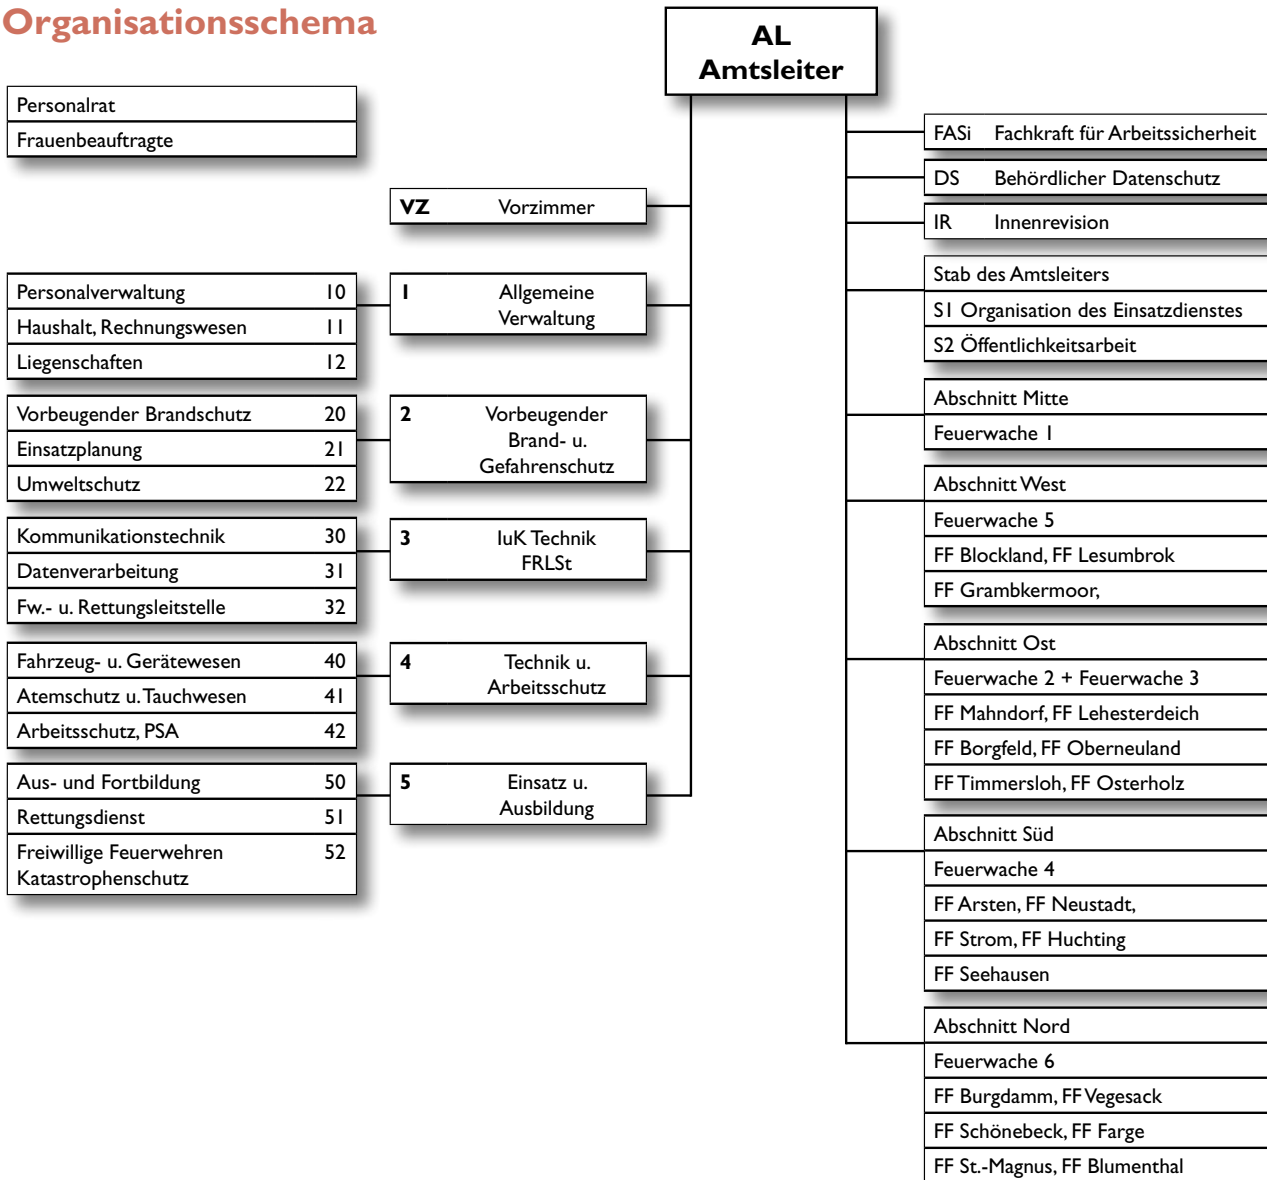 Organisationsschema
AL
Amtsleiter
Personalrat
Frauenbeauftragte
VZ Vorzimmer
Personalverwaltung 10
Haushalt, Rechnungswesen 11
Liegenschaften 12
1 Allgemeine
Verwaltung
Vorbeugender Brandschutz 20
Einsatzplanung 21
Umweltschutz 22
2 Vorbeugender
Brand- u.
Gefahrenschutz
Kommunikationstechnik 30
Datenverarbeitung 31
Fw.- u. Rettungsleitstelle 32
3 IuK Technik
FRLSt
Fahrzeug- u. Gerätewesen 40
Atemschutz u. Tauchwesen 41
Arbeitsschutz, PSA 42
4 Technik u.
Arbeitsschutz
Aus- und Fortbildung 50
Rettungsdienst 51
Freiwillige Feuerwehren 52
Katastrophenschutz
5 Einsatz u.
Ausbildung
FASi Fachkraft für Arbeitssicherheit
DS Behördlicher Datenschutz
IR Innenrevision
Stab des Amtsleiters
S1 Organisation des Einsatzdienstes
S2 Öffentlichkeitsarbeit
Abschnitt Mitte
Feuerwache 1
Abschnitt West
Feuerwache 5
FF Blockland, FF Lesumbrok
FF Grambkermoor,
Abschnitt Ost
Feuerwache 2 + Feuerwache 3
FF Mahndorf, FF Lehesterdeich
FF Borgfeld, FF Oberneuland
FF Timmersloh, FF Osterholz
Abschnitt Süd
Feuerwache 4
FF Arsten, FF Neustadt,
FF Strom, FF Huchting
FF Seehausen
Abschnitt Nord
Feuerwache 6
FF Burgdamm, FF Vegesack
FF Schönebeck, FF Farge
FF St.-Magnus, FF Blumenthal